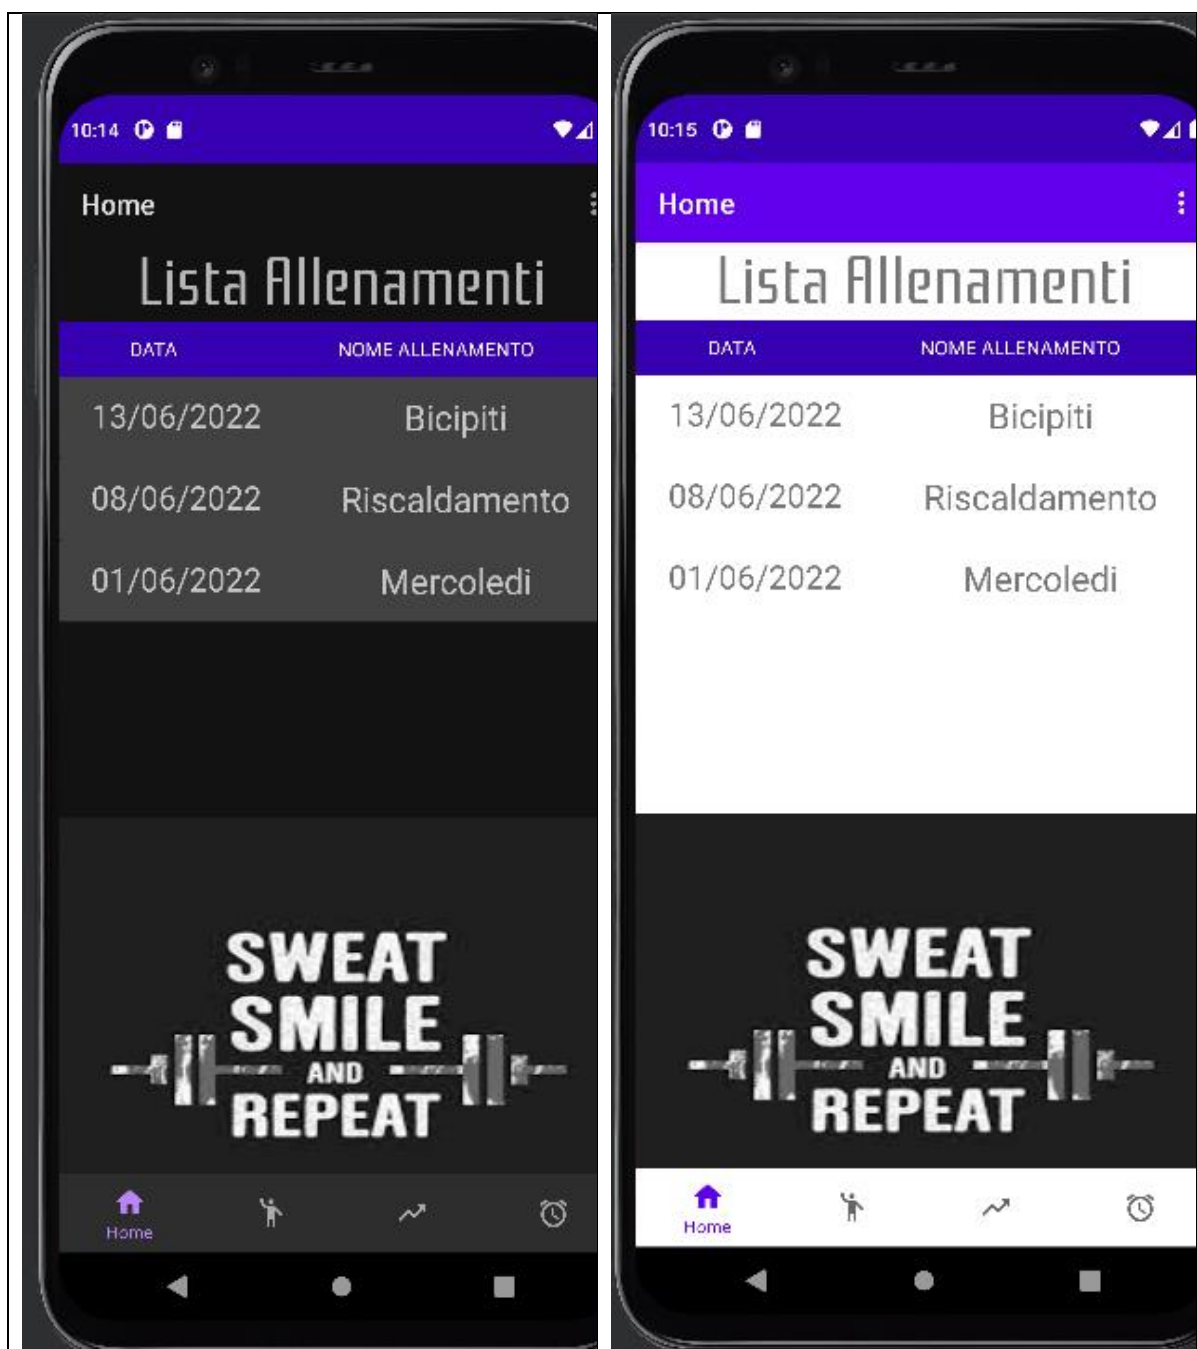 10:14
Home
Lista Allenamenti
DATA NOME ALLENAMENTO
13/06/2022 Bicipiti
08/06/2022 Riscaldamento
01/06/2022 Mercoledi
SWEAT
SMILE
AND
REPEAT
Home
10:15
Home
Lista Allenamenti
DATA NOME ALLENAMENTO
13/06/2022 Bicipiti
08/06/2022 Riscaldamento
01/06/2022 Mercoledi
SWEAT
SMILE
AND
REPEAT
Home